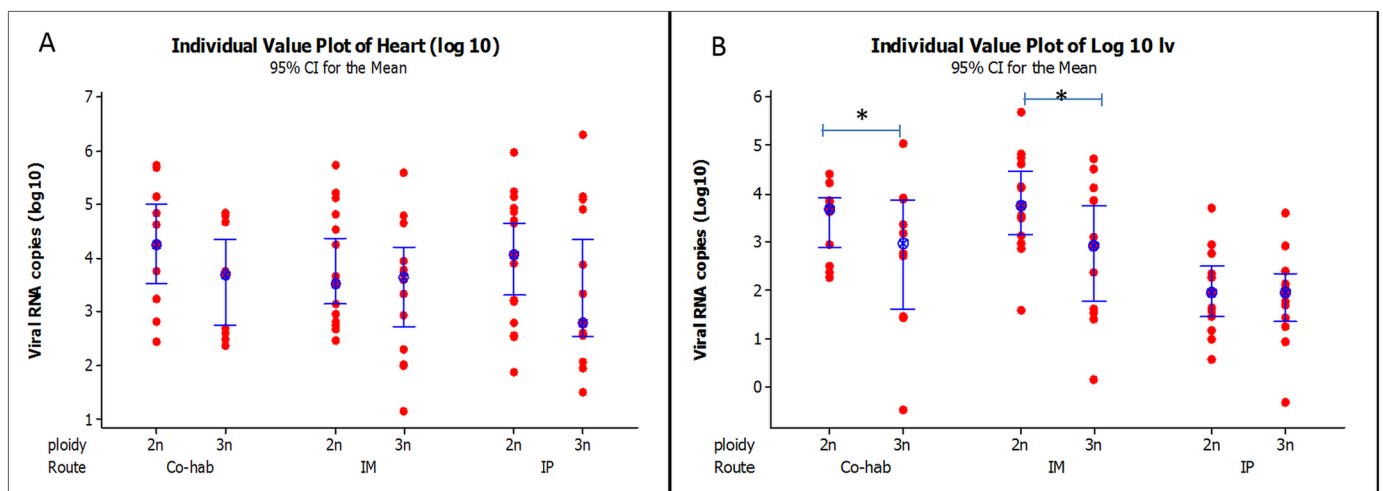 A
Individual Value Plot of Heart (log 10)
95% CI for the Mean
Viral RNA copies (log10)
7
6
5
4
3
2
1
ploidy 2n 3n 2n 3n 2n 3n
Route Co-hab IM IP
B
Individual Value Plot of Log 10 lv
95% CI for the Mean
Viral RNA copies (Log10)
6
5
4
3
2
1
0
* *
ploidy 2n 3n 2n 3n 2n 3n
Route Co-hab IM IP